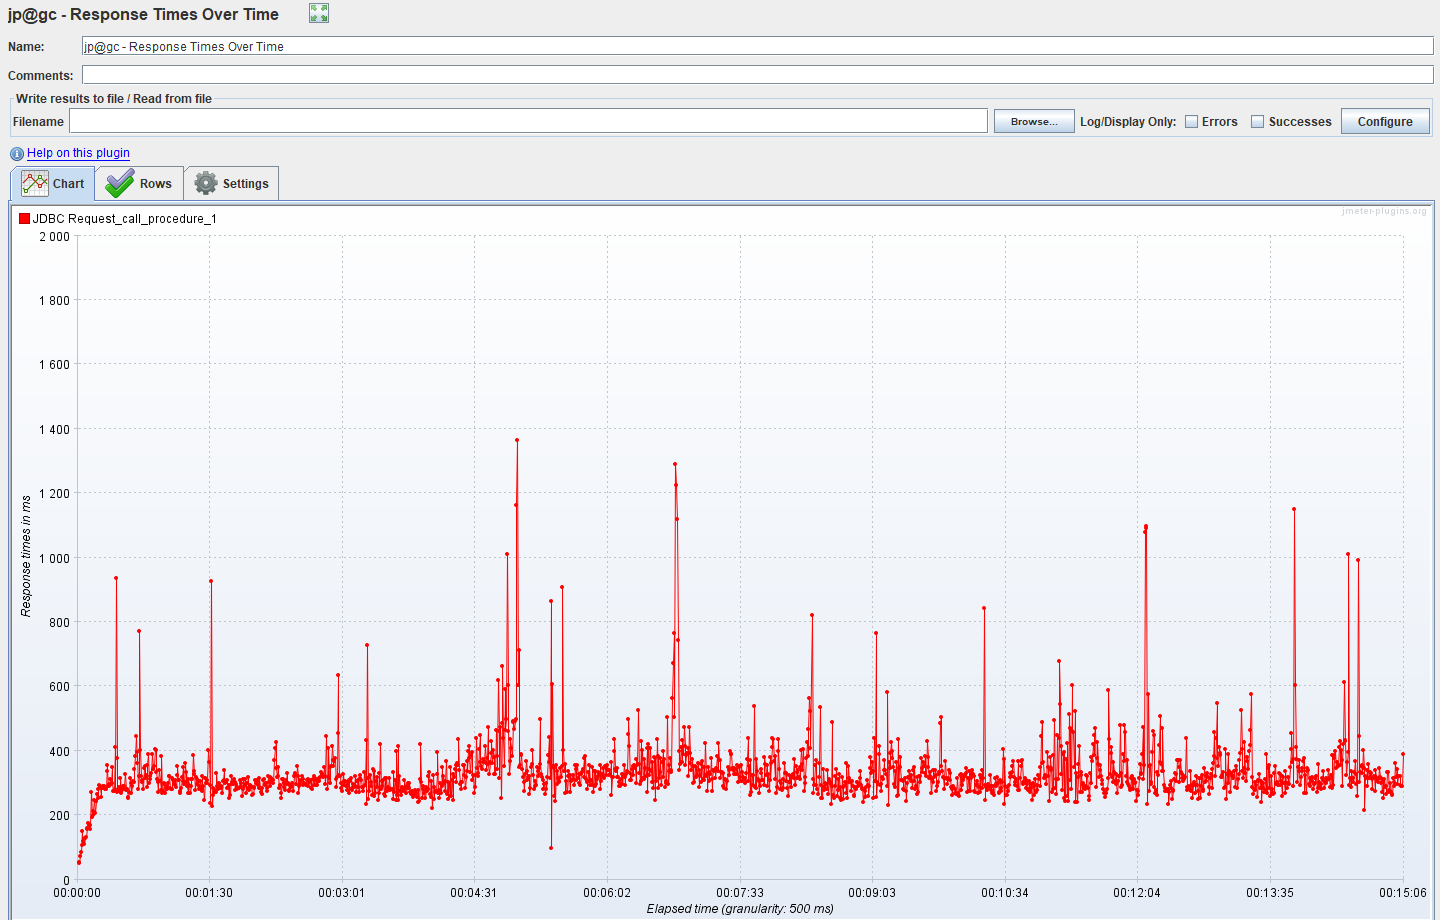 jp@gc - Response Times Over Time
Name: jp@gc - Response Times Over Time
Comments:
Write results to file / Read from file
Filename Browse... Log/Display Only: Errors Successes Configure
Help on this plugin
Chart Rows Settings
jmeter-plugins.org
JDBC Request_call_procedure_1
2 000
1 800
1 600
1 400
1 200
1 000
800
600
400
200
0
Response times in ms
00:00:00 00:01:30 00:03:01 00:04:31 00:06:02 00:07:33 00:09:03 00:10:34 00:12:04 00:13:35 00:15:06
Elapsed time (granularity: 500 ms)